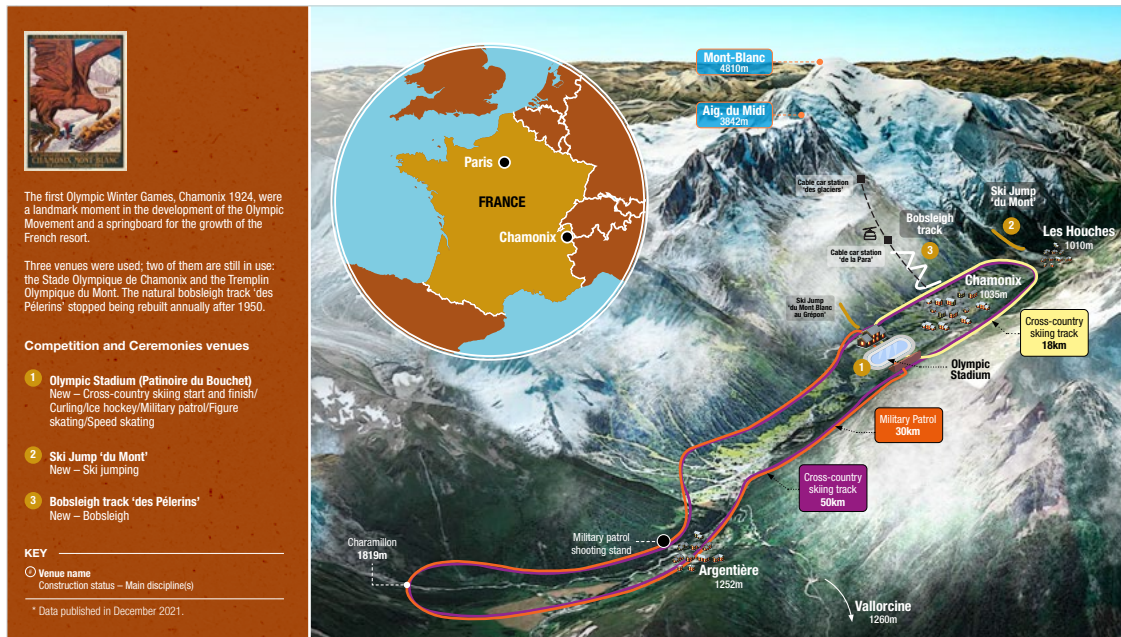 CHAMONIX MONT-BLANC
The first Olympic Winter Games, Chamonix 1924, were
a landmark moment in the development of the Olympic
Movement and a springboard for the growth of the
French resort.
Three venues were used; two of them are still in use:
the Stade Olympique de Chamonix and the Tremplin
Olympique du Mont. The natural bobsleigh track ‘des
Pélerins’ stopped being rebuilt annually after 1950.
Competition and Ceremonies venues
1 Olympic Stadium (Patinoire du Bouchet)
New – Cross-country skiing start and finish/
Curling/Ice hockey/Military patrol/Figure
skating/Speed skating
2 Ski Jump ‘du Mont’
New – Ski jumping
3 Bobsleigh track ‘des Pélerins’
New – Bobsleigh
KEY
# Venue name
Construction status – Main discipline(s)
* Data published in December 2021.
Paris
FRANCE
Chamonix
Mont-Blanc
4810m
Aig. du Midi
3842m
Cable car station
‘des glaciers’
Ski Jump
‘du Mont’
2
Bobsleigh
track
3
Les Houches
1010m
Cable car station
‘de la Para’
Chamonix
1035m
Ski Jump
‘du Mont Blanc
au Grépon’
Cross-country
skiing track
18km
1
Olympic
Stadium
Military Patrol
30km
Cross-country
skiing track
50km
Military patrol
shooting stand
Charamillon
1819m
Argentière
1252m
Vallorcine
1260m